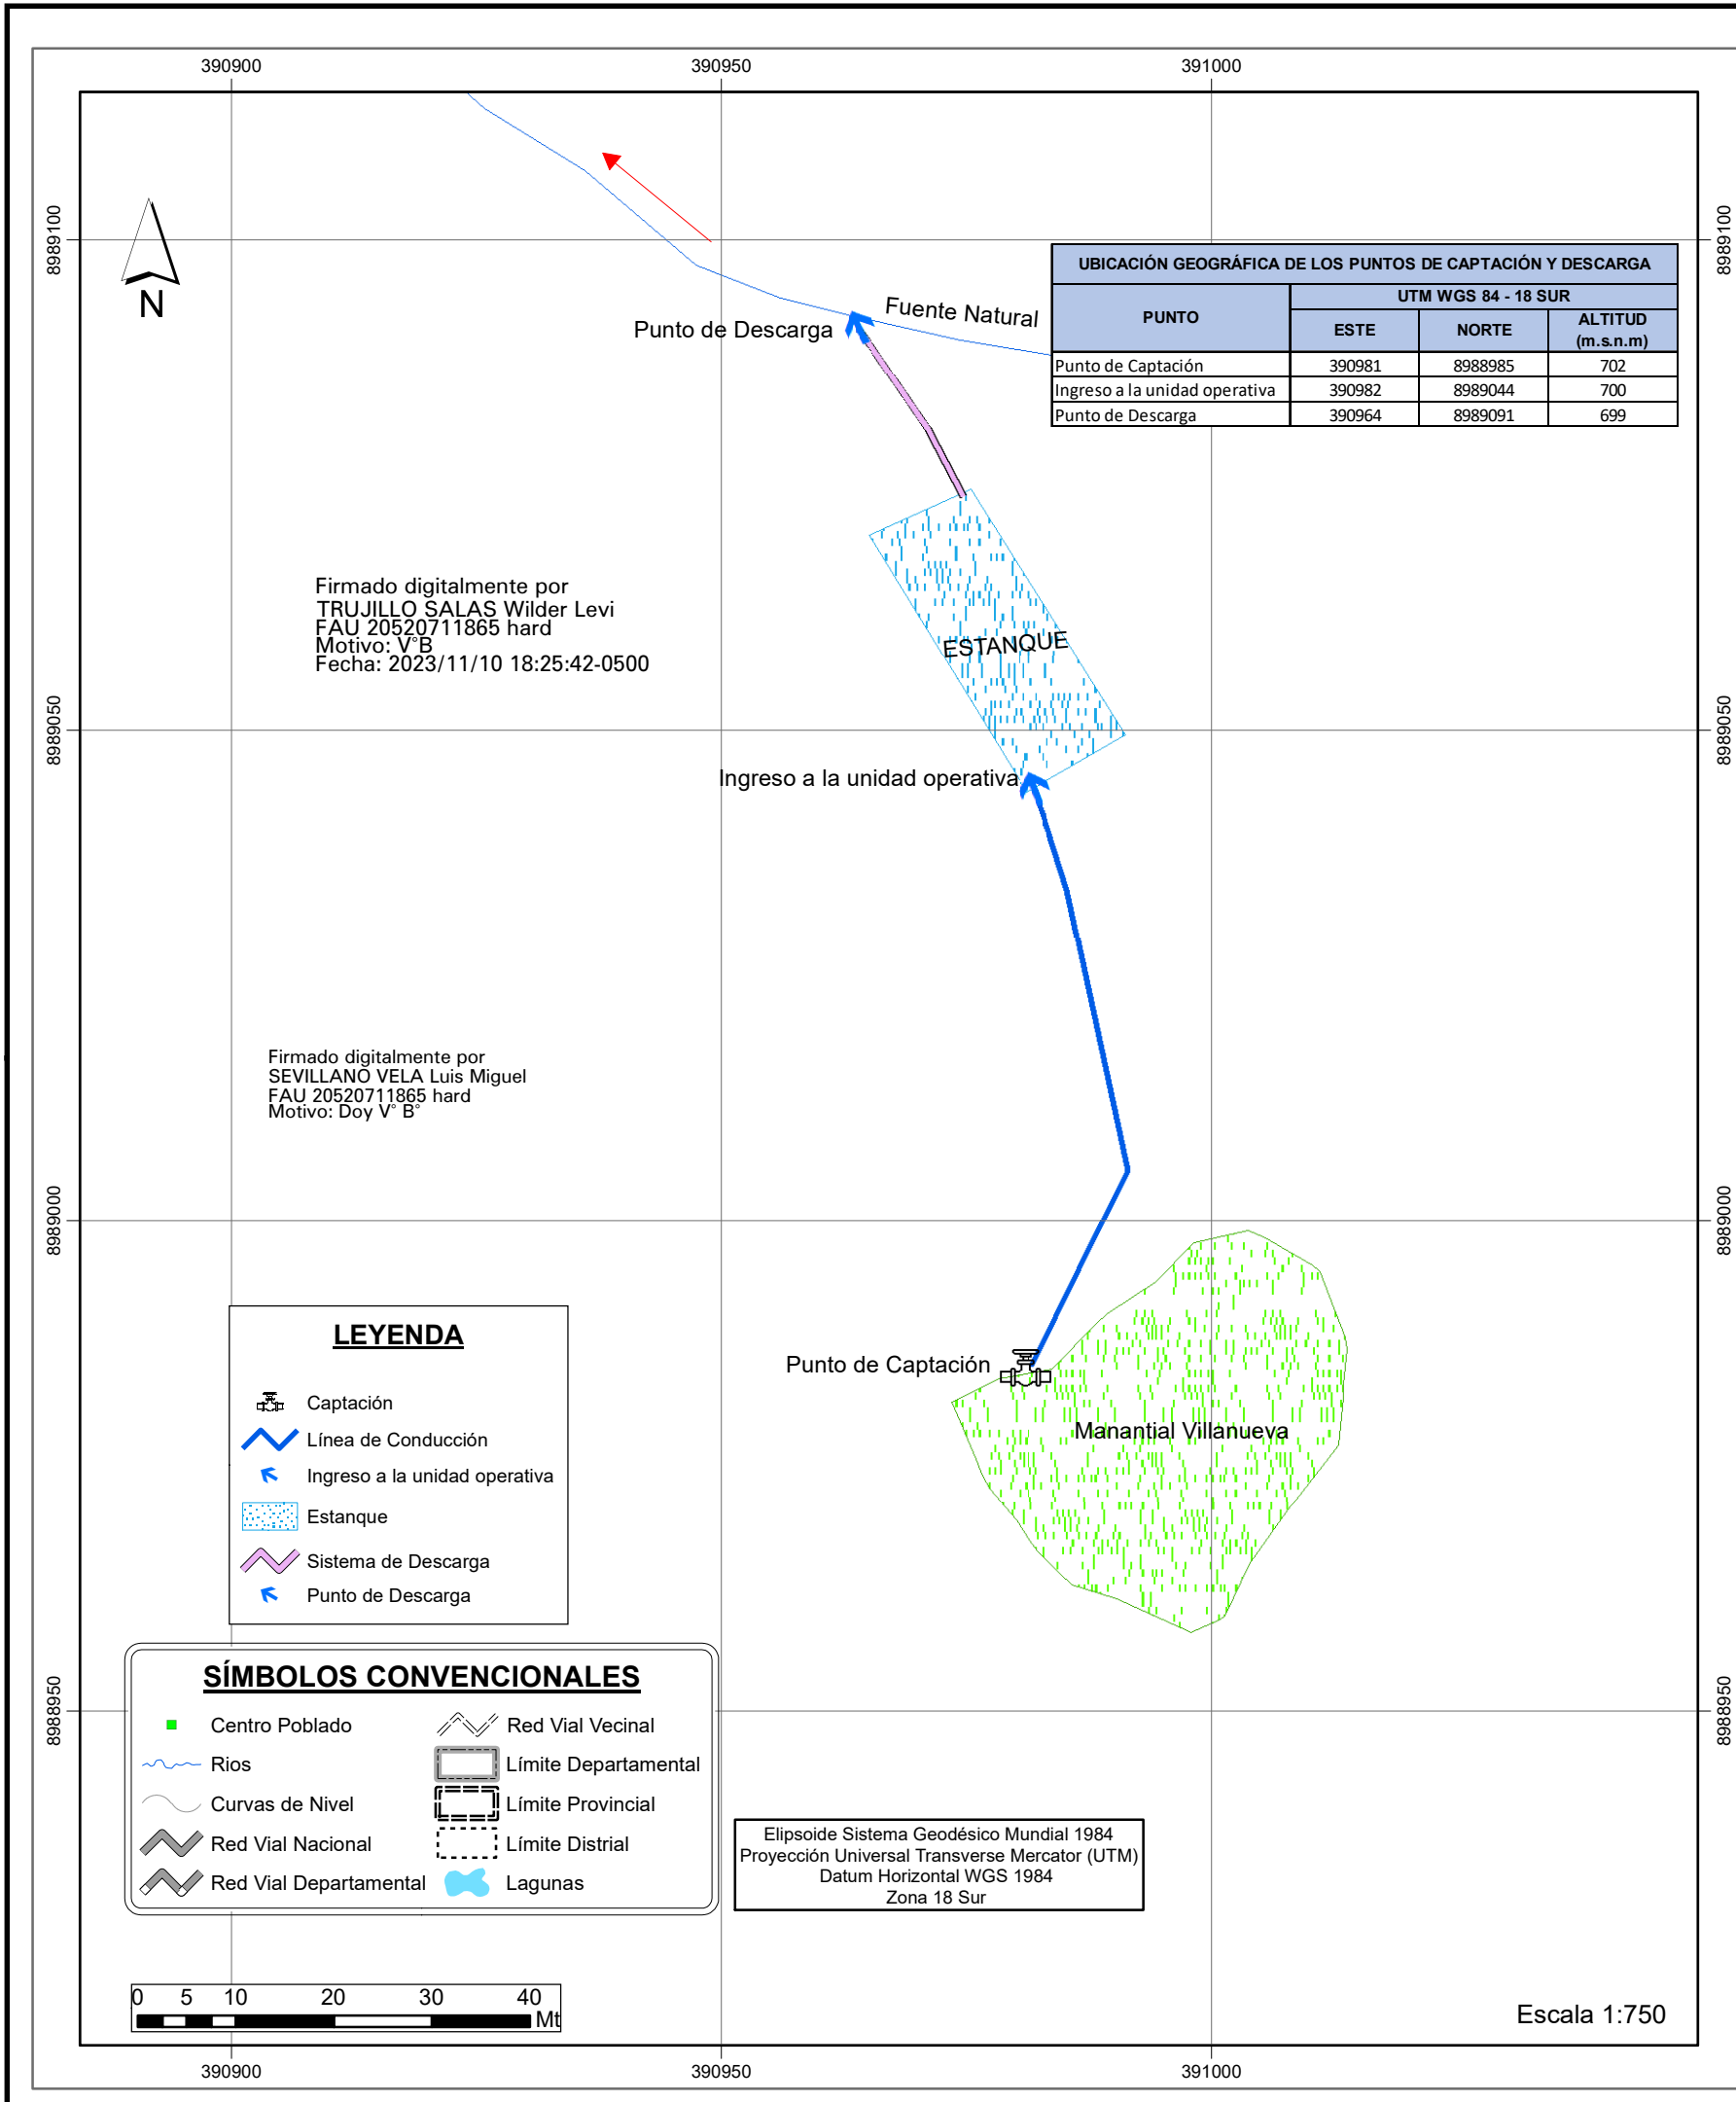 390900 390950 391000
8989100 8989100
N
UBICACIÓN GEOGRÁFICA DE LOS PUNTOS DE CAPTACIÓN Y DESCARGA
PUNTO UTM WGS 84 - 18 SUR
ESTE NORTE ALTITUD
(m.s.n.m)
Punto de Captación 390981 8988985 702
Ingreso a la unidad operativa 390982 8989044 700
Punto de Descarga 390964 8989091 699
Fuente Natural
Punto de Descarga
Firmado digitalmente por
TRUJILLO SALAS Wilder Levi
FAU 20520711865 hard
Motivo: V°B
Fecha: 2023/11/10 18:25:42-0500
ESTANQUE
8989050 8989050
Ingreso a la unidad operativa
Firmado digitalmente por
SEVILLANO VELA Luis Miguel
FAU 20520711865 hard
Motivo: Doy V° B°
8989000 8989000
Punto de Captación
Manantial Villanueva
LEYENDA
Captación
Línea de Conducción
Ingreso a la unidad operativa
Estanque
Sistema de Descarga
Punto de Descarga
8988950 8988950
SÍMBOLOS CONVENCIONALES
Centro Poblado
Rios
Curvas de Nivel
Red Vial Nacional
Red Vial Departamental
Red Vial Vecinal
Límite Departamental
Límite Provincial
Límite Distrial
Lagunas
Elipsoide Sistema Geodésico Mundial 1984
Proyección Universal Transverse Mercator (UTM)
Datum Horizontal WGS 1984
Zona 18 Sur
0 5 10 20 30 40
Mt
Escala 1:750
390900 390950 391000